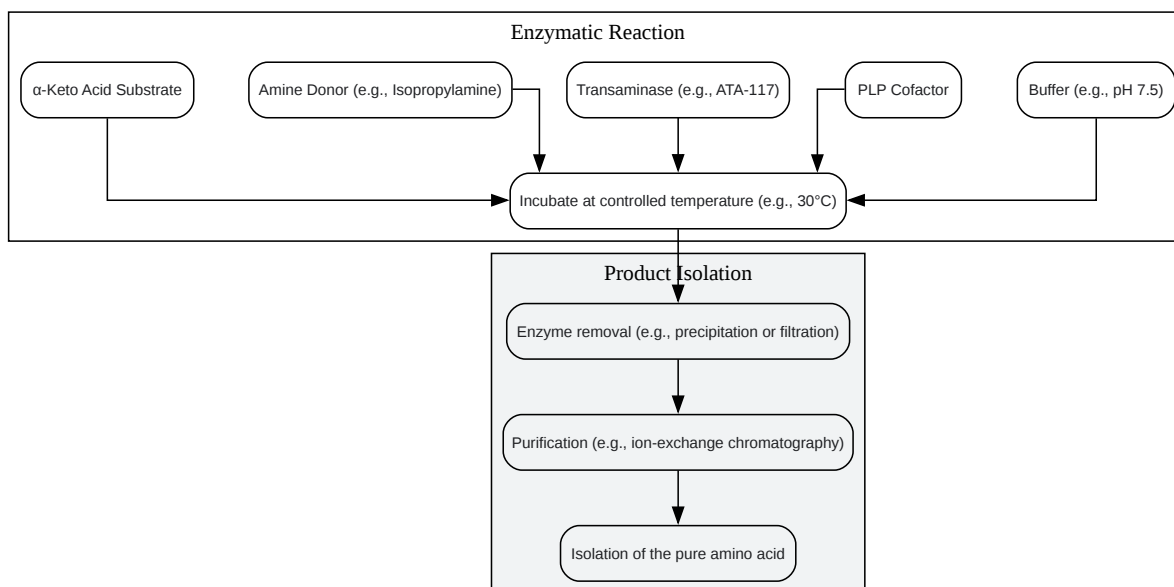 Enzymatic Reaction
α-Keto Acid Substrate
Amine Donor (e.g., Isopropylamine)
Transaminase (e.g., ATA-117)
PLP Cofactor
Buffer (e.g., pH 7.5)
Incubate at controlled temperature (e.g., 30°C)
Product Isolation
Enzyme removal (e.g., precipitation or filtration)
Purification (e.g., ion-exchange chromatography)
Isolation of the pure amino acid